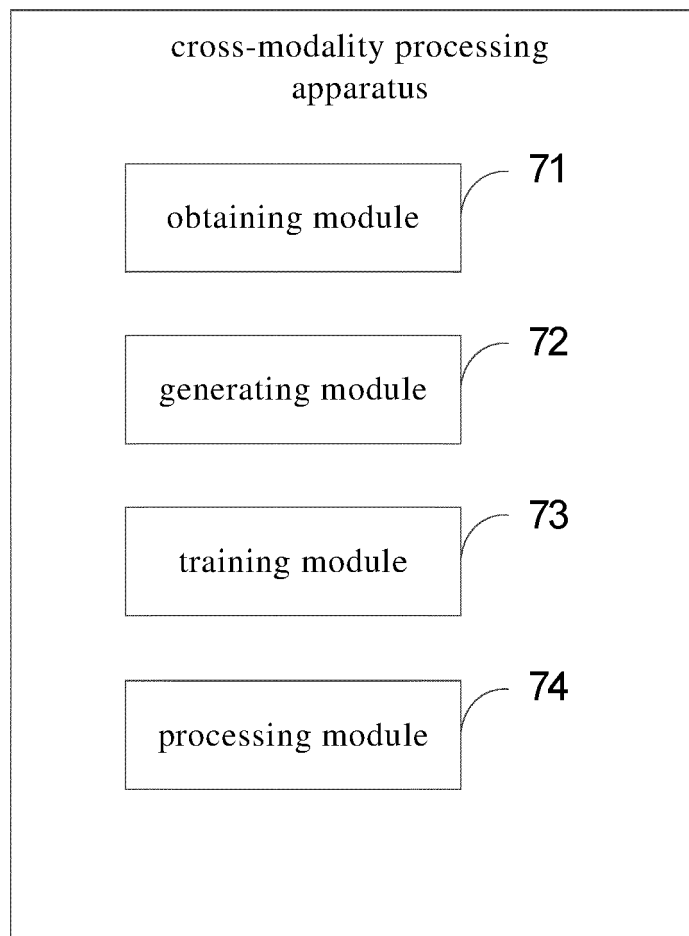 cross-modality processing
apparatus
71
obtaining module
72
generating module
73
training module
74
processing module